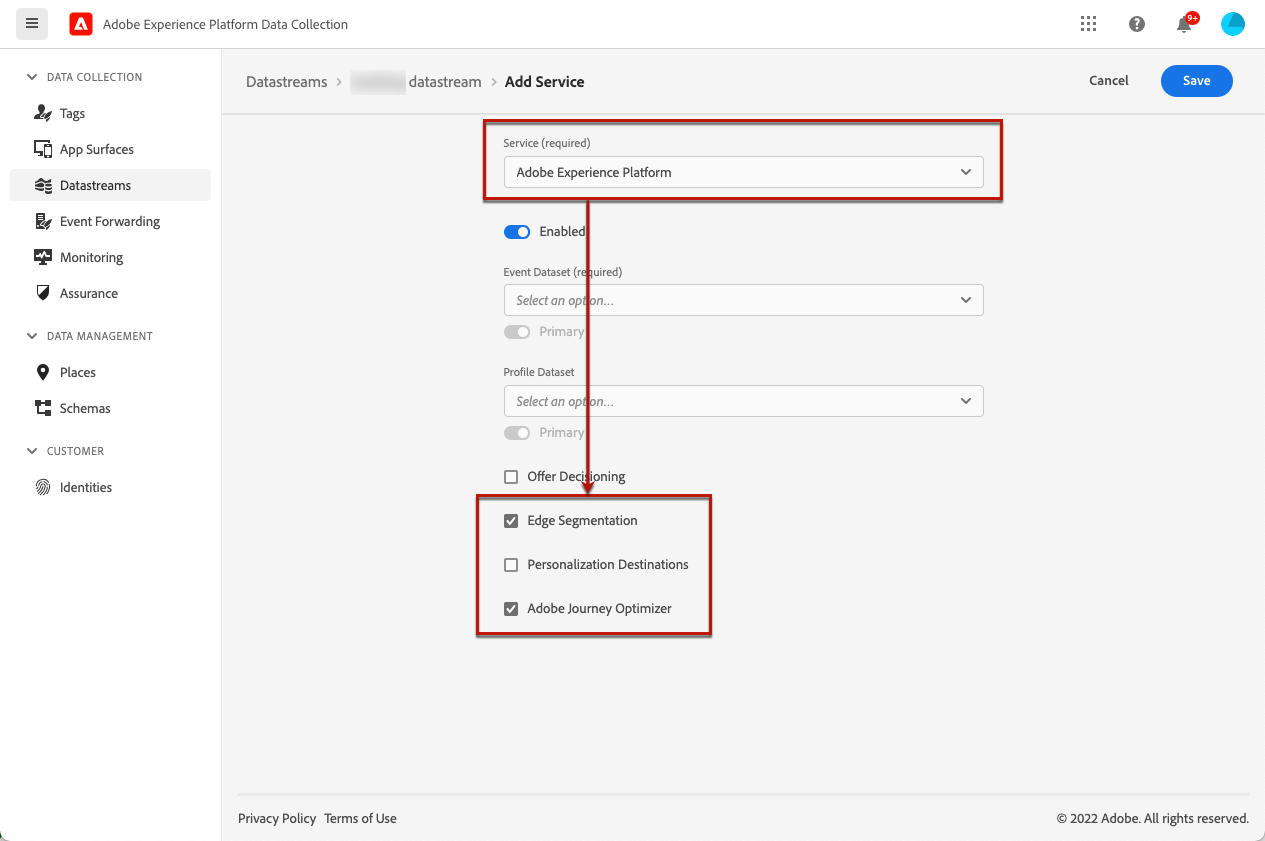 Adobe Experience Platform Data Collection
9+
DATA COLLECTION
Tags
App Surfaces
Datastreams
Event Forwarding
Monitoring
Assurance
DATA MANAGEMENT
Places
Schemas
CUSTOMER
Identities
Datastreams > datastream > Add Service
Cancel
Save
Service (required)
Adobe Experience Platform
Enabled
Event Dataset (required)
Select an option...
Primary
Profile Dataset
Select an option...
Primary
Offer Decisioning
Edge Segmentation
Personalization Destinations
Adobe Journey Optimizer
Privacy Policy Terms of Use
© 2022 Adobe. All rights reserved.